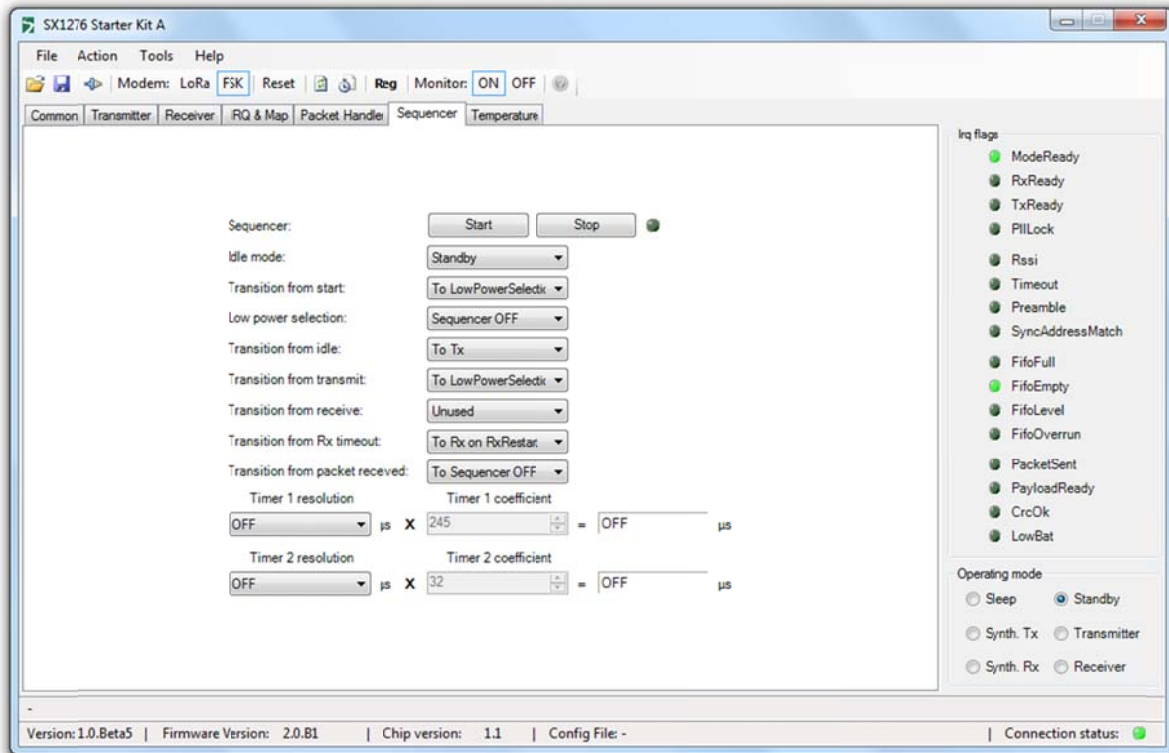 SX1276 Starter Kit A
File Action Tools Help
Modem: LoRa FSK Reset Reg Monitor: ON OFF
Common Transmitter Receiver IRQ & Map Packet Handler Sequencer Temperature
Sequencer: Start Stop
Idle mode: Standby
Transition from start: To LowPowerSelectic
Low power selection: Sequencer OFF
Transition from idle: To Tx
Transition from transmit: To LowPowerSelectic
Transition from receive: Unused
Transition from Rx timeout: To Rx on RxRestar.
Transition from packet receved: To Sequencer OFF
Timer 1 resolution Timer 1 coefficient
OFF µs X 245 = OFF µs
Timer 2 resolution Timer 2 coefficient
OFF µs X 32 = OFF µs
Irq flags
ModeReady
RxReady
TxReady
PllLock
Rssi
Timeout
Preamble
SyncAddressMatch
FifoFull
FifoEmpty
FifoLevel
FifoOverrun
PacketSent
PayloadReady
CrcOk
LowBat
Operating mode
Sleep Standby
Synth. Tx Transmitter
Synth. Rx Receiver
-
Version: 1.0.Beta5 | Firmware Version: 2.0.B1 | Chip version: 1.1 | Config File: - | Connection status: